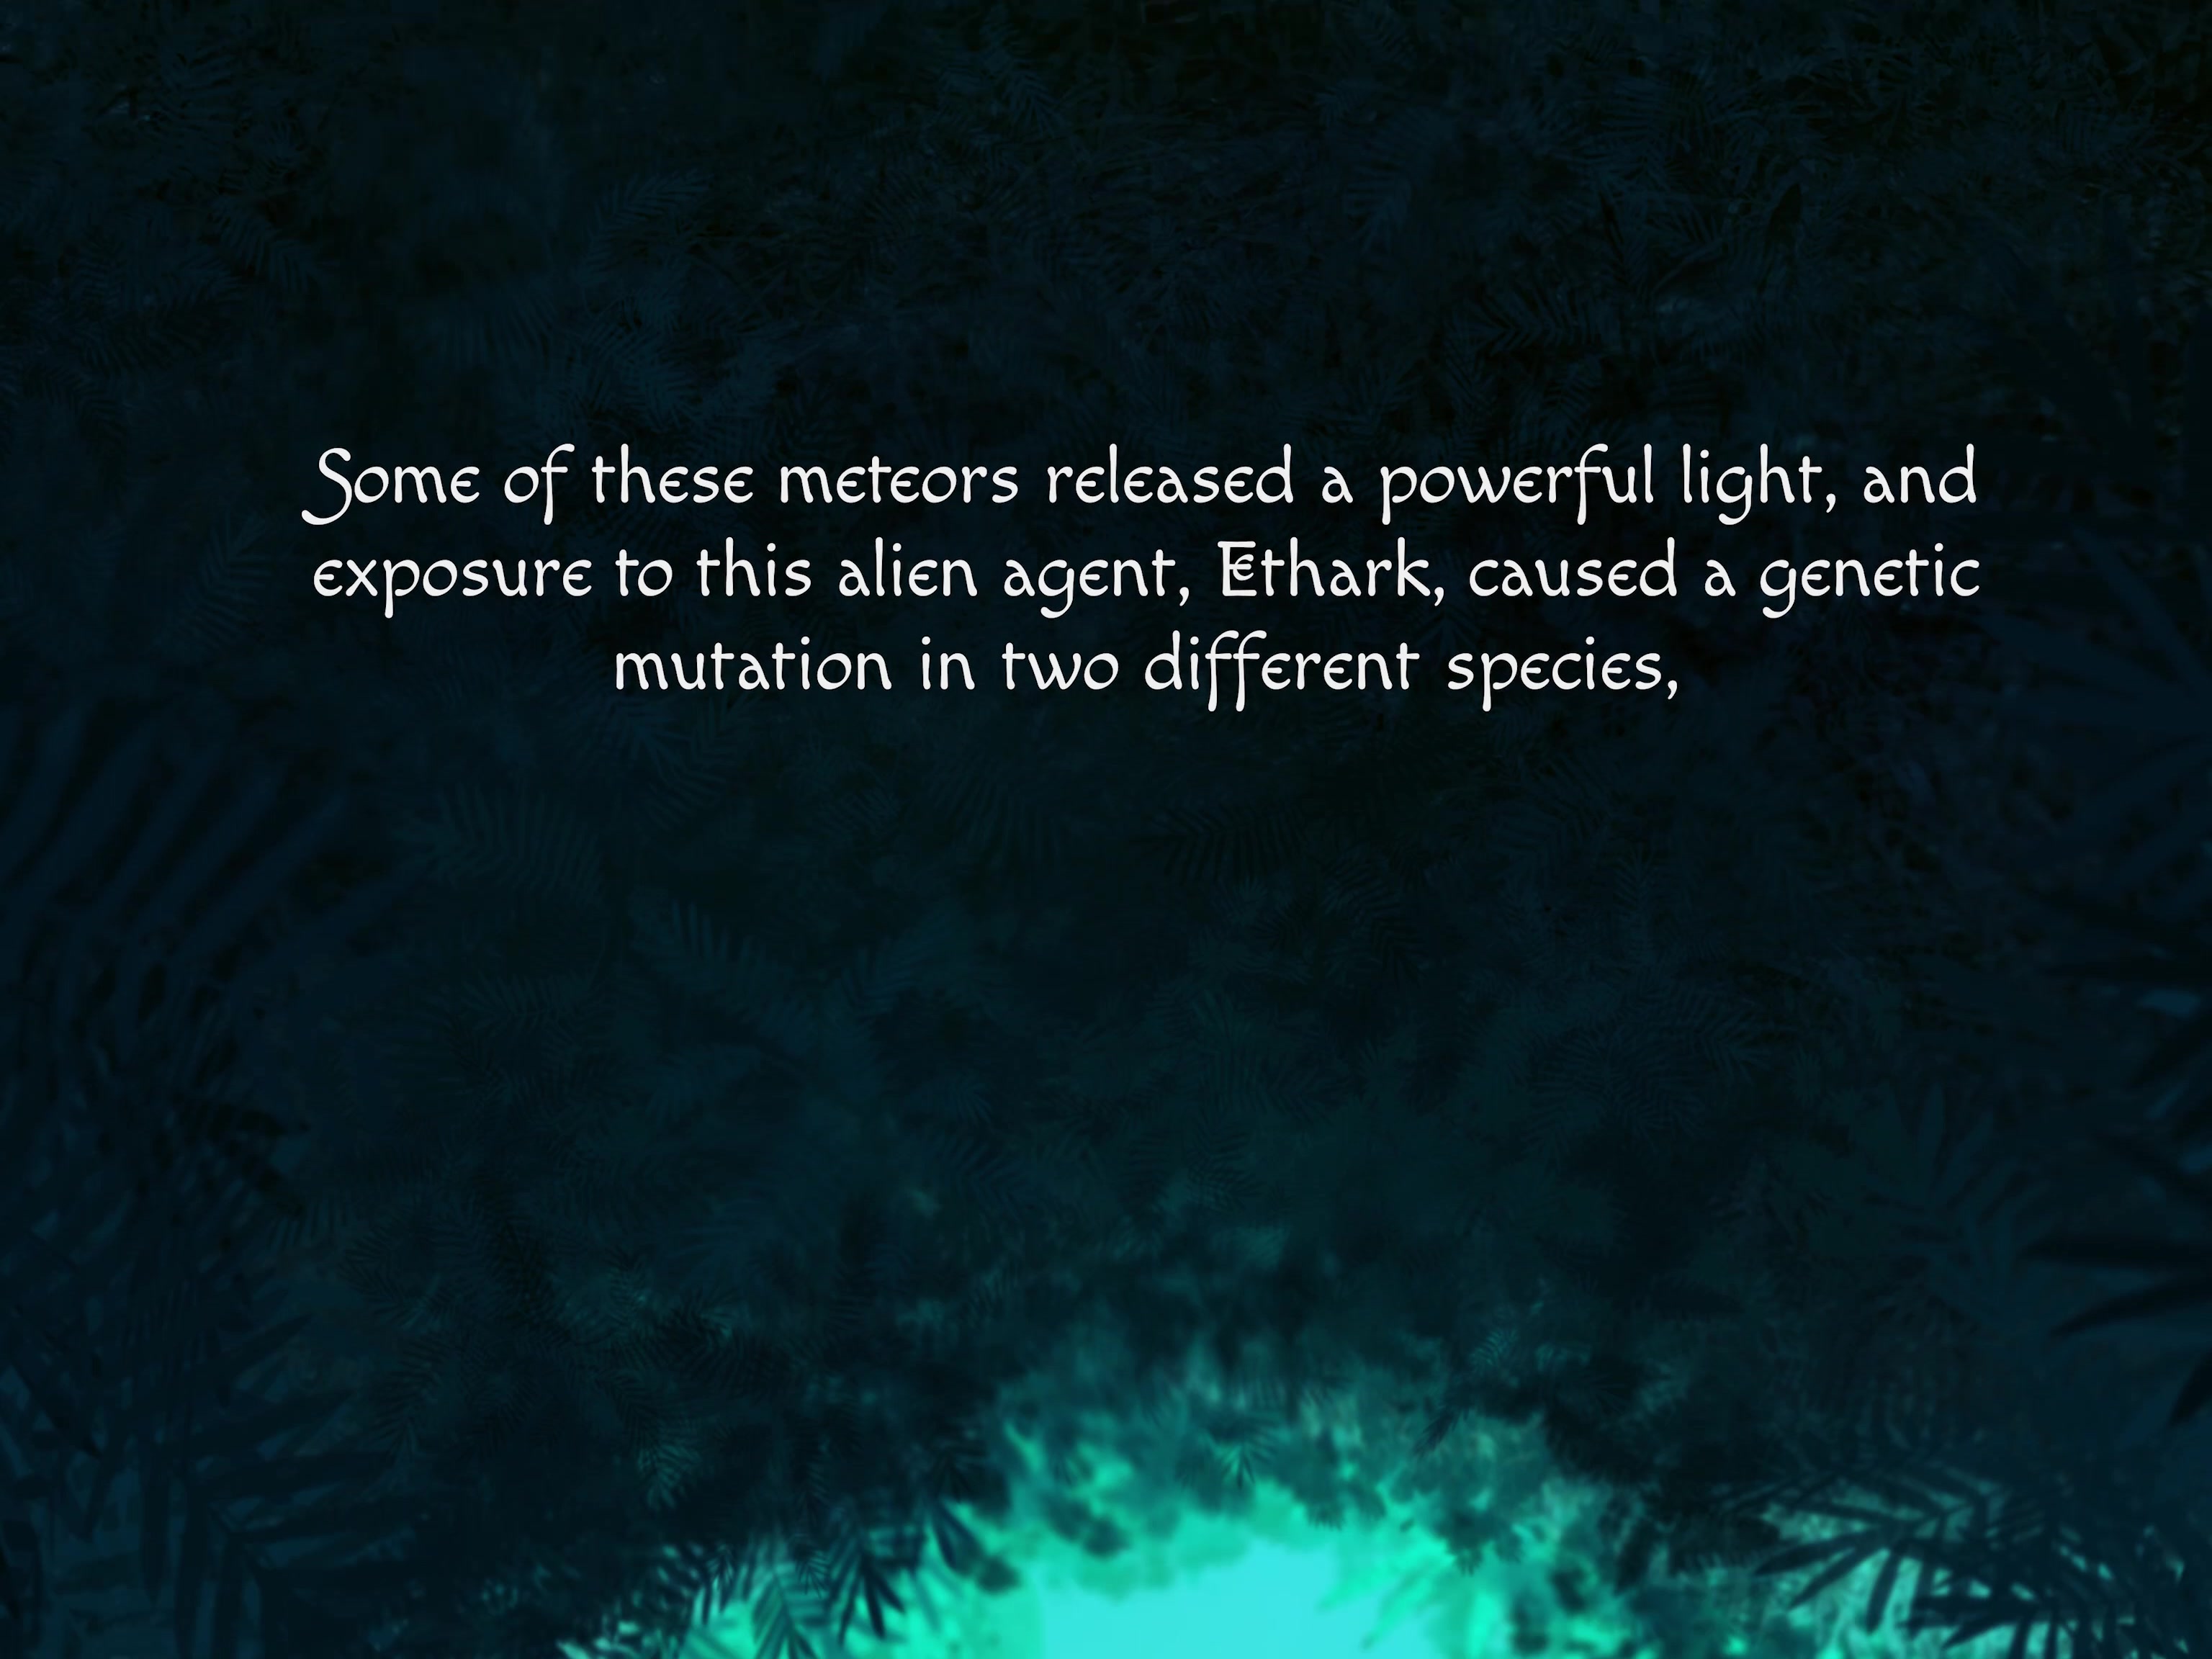 Some of these meteors released a powerful light, and
exposure to this alien agent, Ethark, caused a genetic
mutation in two different species,